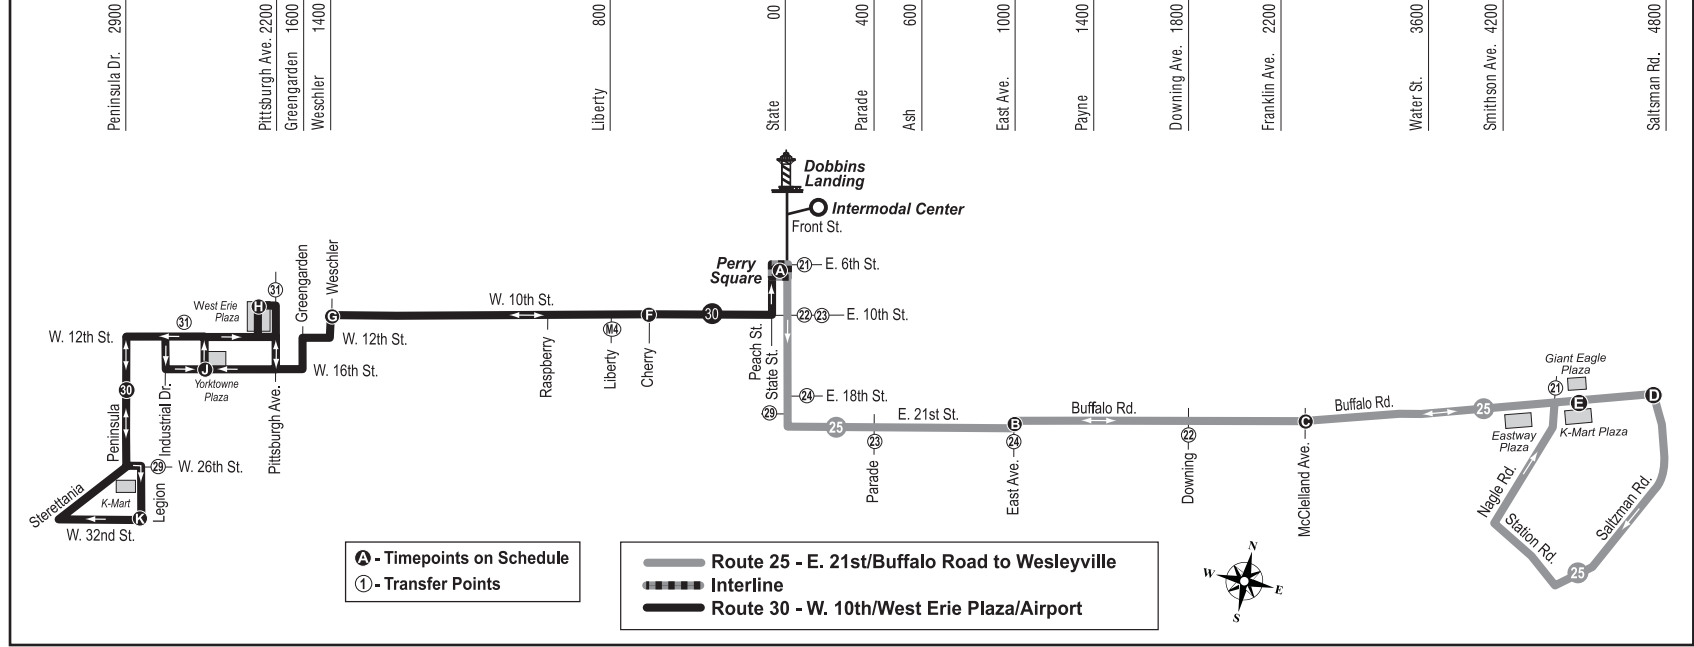 Peninsula Dr. 2900
Pittsburgh Ave. 2200
Greengarden 1600
Weschler 1400
Liberty 800
State 00
Parade 400
Ash 600
East Ave. 1000
Payne 1400
Downing Ave. 1800
Franklin Ave. 2200
Water St. 3600
Smithson Ave. 4200
Saltsman Rd. 4800
Dobbins
Landing
Intermodal Center
Front St.
Perry
Square
A
21
E. 6th St.
Greengarden
Weschler
31
West Erie
Plaza
H
31
W. 12th St.
G
W. 12th St.
W. 10th St.
F
30
22
23
E. 10th St.
M4
Raspberry
Liberty
Cherry
Peach St.
State St.
J
Yorktowne
Plaza
W. 16th St.
30
Peninsula
Industrial Dr.
Pittsburgh Ave.
29
W. 26th St.
K-Mart
Legion
Sterettania
K
W. 32nd St.
24
E. 18th St.
29
25
E. 21st St.
23
Parade
B
24
East Ave.
Buffalo Rd.
22
Downing
C
McClelland Ave.
Buffalo Rd.
25
Giant Eagle
Plaza
21
E
D
Eastway
Plaza
K-Mart Plaza
Nagle Rd.
Station Rd.
Saltzman Rd.
25
A - Timepoints on Schedule
1 - Transfer Points
Route 25 - E. 21st/Buffalo Road to Wesleyville
Interline
Route 30 - W. 10th/West Erie Plaza/Airport
N
W
E
S